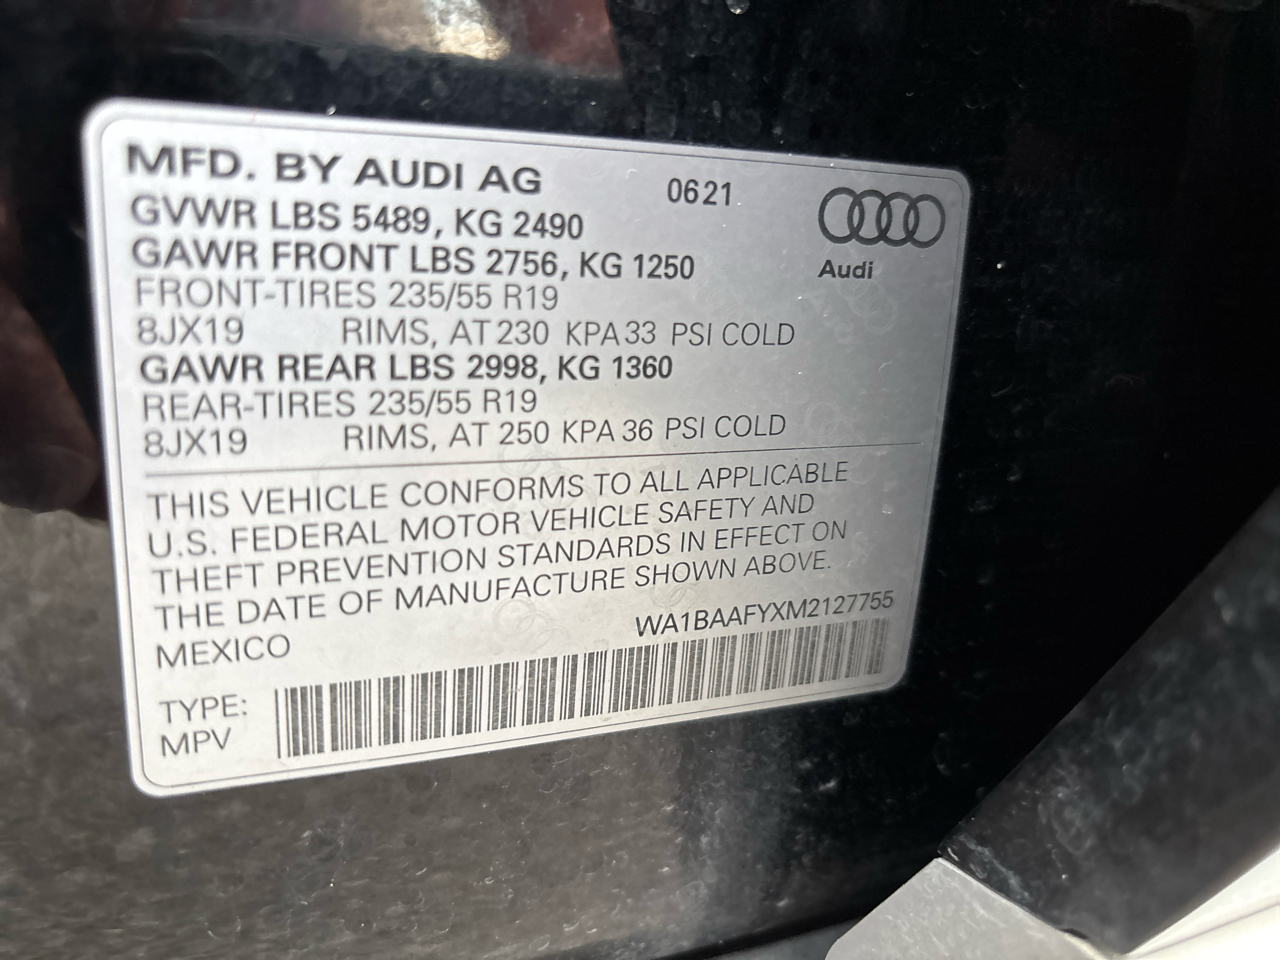 MFD. BY AUDI AG 0621
GVWR LBS 5489, KG 2490
GAWR FRONT LBS 2756, KG 1250
Audi
FRONT-TIRES 235/55 R19
8JX19 RIMS, AT 230 KPA 33 PSI COLD
GAWR REAR LBS 2998, KG 1360
REAR-TIRES 235/55 R19
8JX19 RIMS, AT 250 KPA 36 PSI COLD
THIS VEHICLE CONFORMS TO ALL APPLICABLE
U.S. FEDERAL MOTOR VEHICLE SAFETY AND
THEFT PREVENTION STANDARDS IN EFFECT ON
THE DATE OF MANUFACTURE SHOWN ABOVE.
MEXICO WA1BAAFYXM2127755
TYPE:
MPV